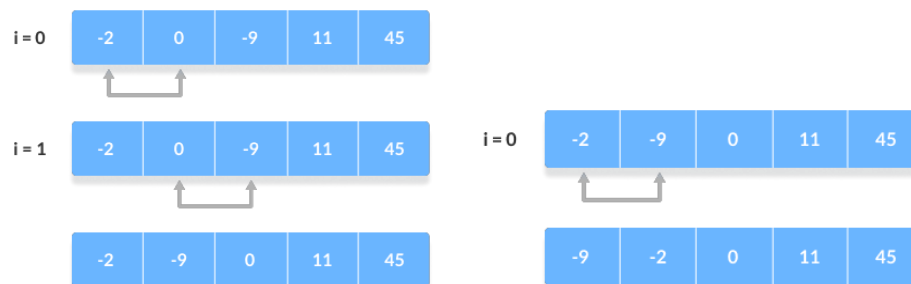 i = 0 -2 0 -9 11 45
i = 1 -2 0 -9 11 45
-2 -9 0 11 45
i = 0 -2 -9 0 11 45
-9 -2 0 11 45